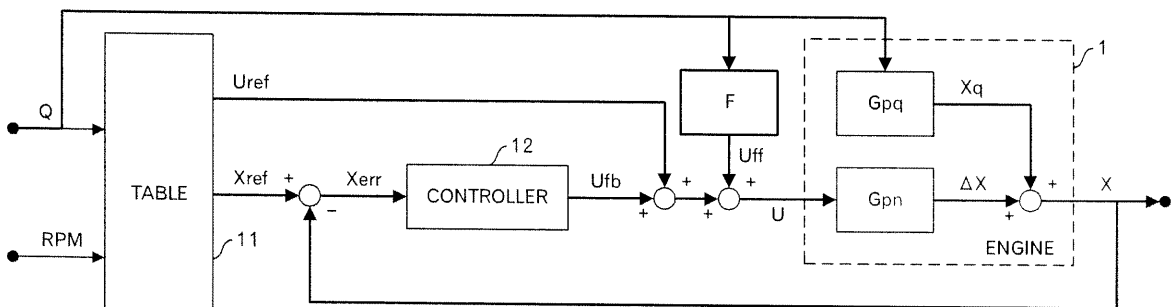 1
Q
Uref
F
Gpq
Xq
12
Uff
TABLE
Xref
+
−
Xerr
CONTROLLER
Ufb
+
+
+
+
+
U
Gpn
ΔX
+
+
X
RPM
11
ENGINE